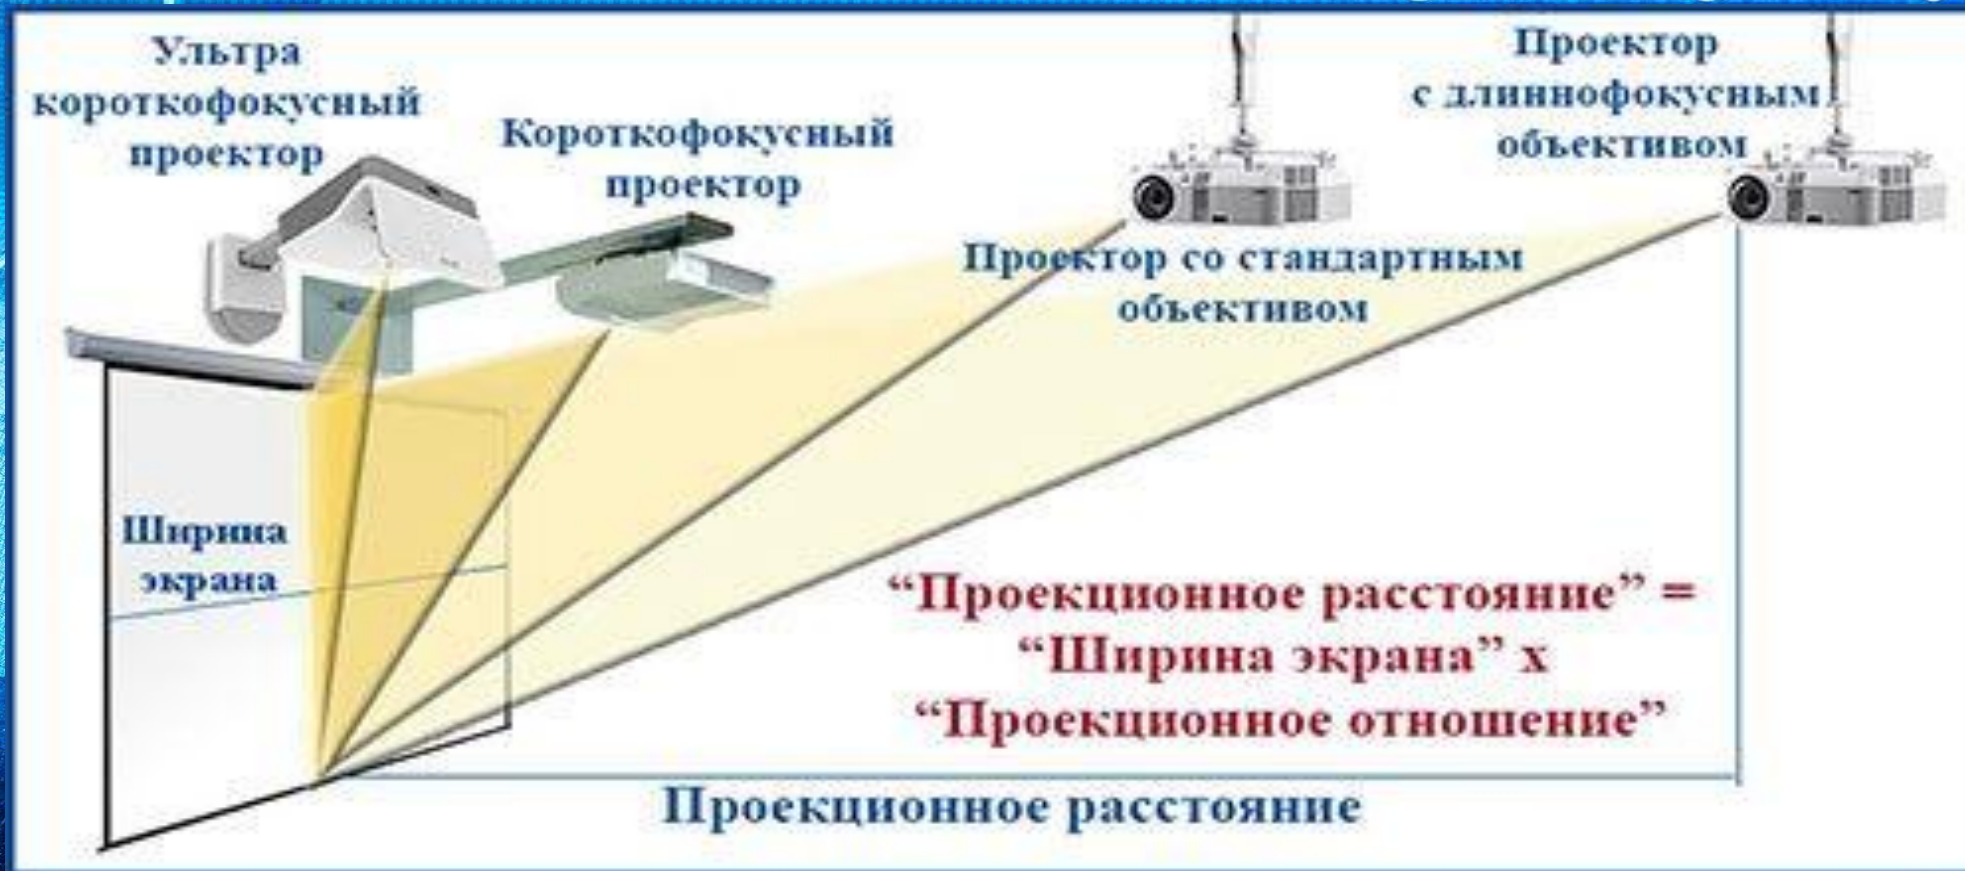 Ультра
короткофокусный
проектор
Короткофокусный
проектор
Проектор
с длиннофокусным
объективом
Проектор со стандартным
объективом
Ширина
экрана
“Проекционное расстояние” =
“Ширина экрана” х
“Проекционное отношение”
Проекционное расстояние